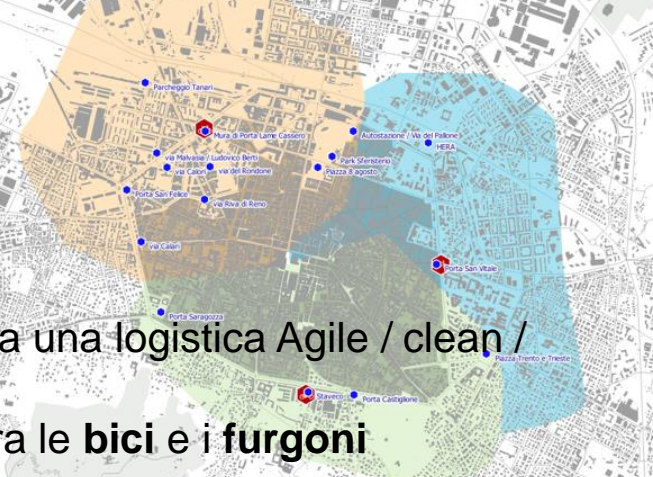 Parcheggio Tanari
Mura di Porta Lame Cassero
Autostazione / Via del Pallone
HERA
via Malvasia / Ludovico Berti
Park Sferisterio
via Calori
via del Rondone
Piazza 8 agosto
Porta San Felice
via Riva di Reno
via Calari
Porta San Vitale
Porta Saragozza
a una logistica Agile / clean /
Piazza Trento e Trieste
Staveco
Porta Castiglione
ra le bici e i furgoni